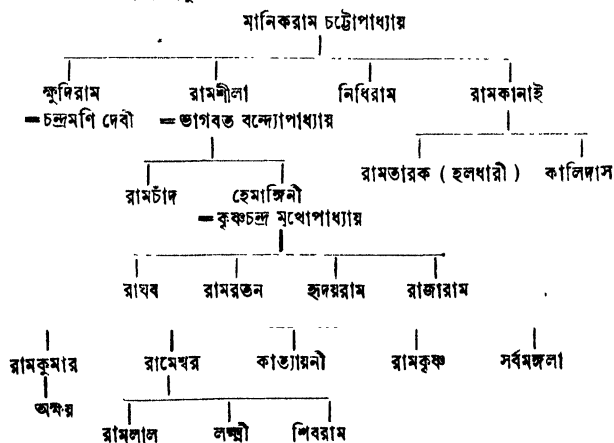 মানিকরাম চট্টোপাধ্যায়
ক্ষুদিরাম রামশীলা নিধিরাম রামকানাই
= চন্দ্রমণি দেবী = ভাগবত বন্দ্যোপাধ্যায়
রামতারক ( হলধারী ) কালিদাস
রামচাঁদ হেমাঙ্গিনী
= কৃষ্ণচন্দ্র মুখোপাধ্যায়
রাঘব রামরতন হৃদয়রাম রাজারাম
রামকুমার রামেশ্বর কাত্যায়নী রামকৃষ্ণ সর্বমঙ্গলা
অক্ষয়
রামলাল লক্ষ্মী শিবরাম